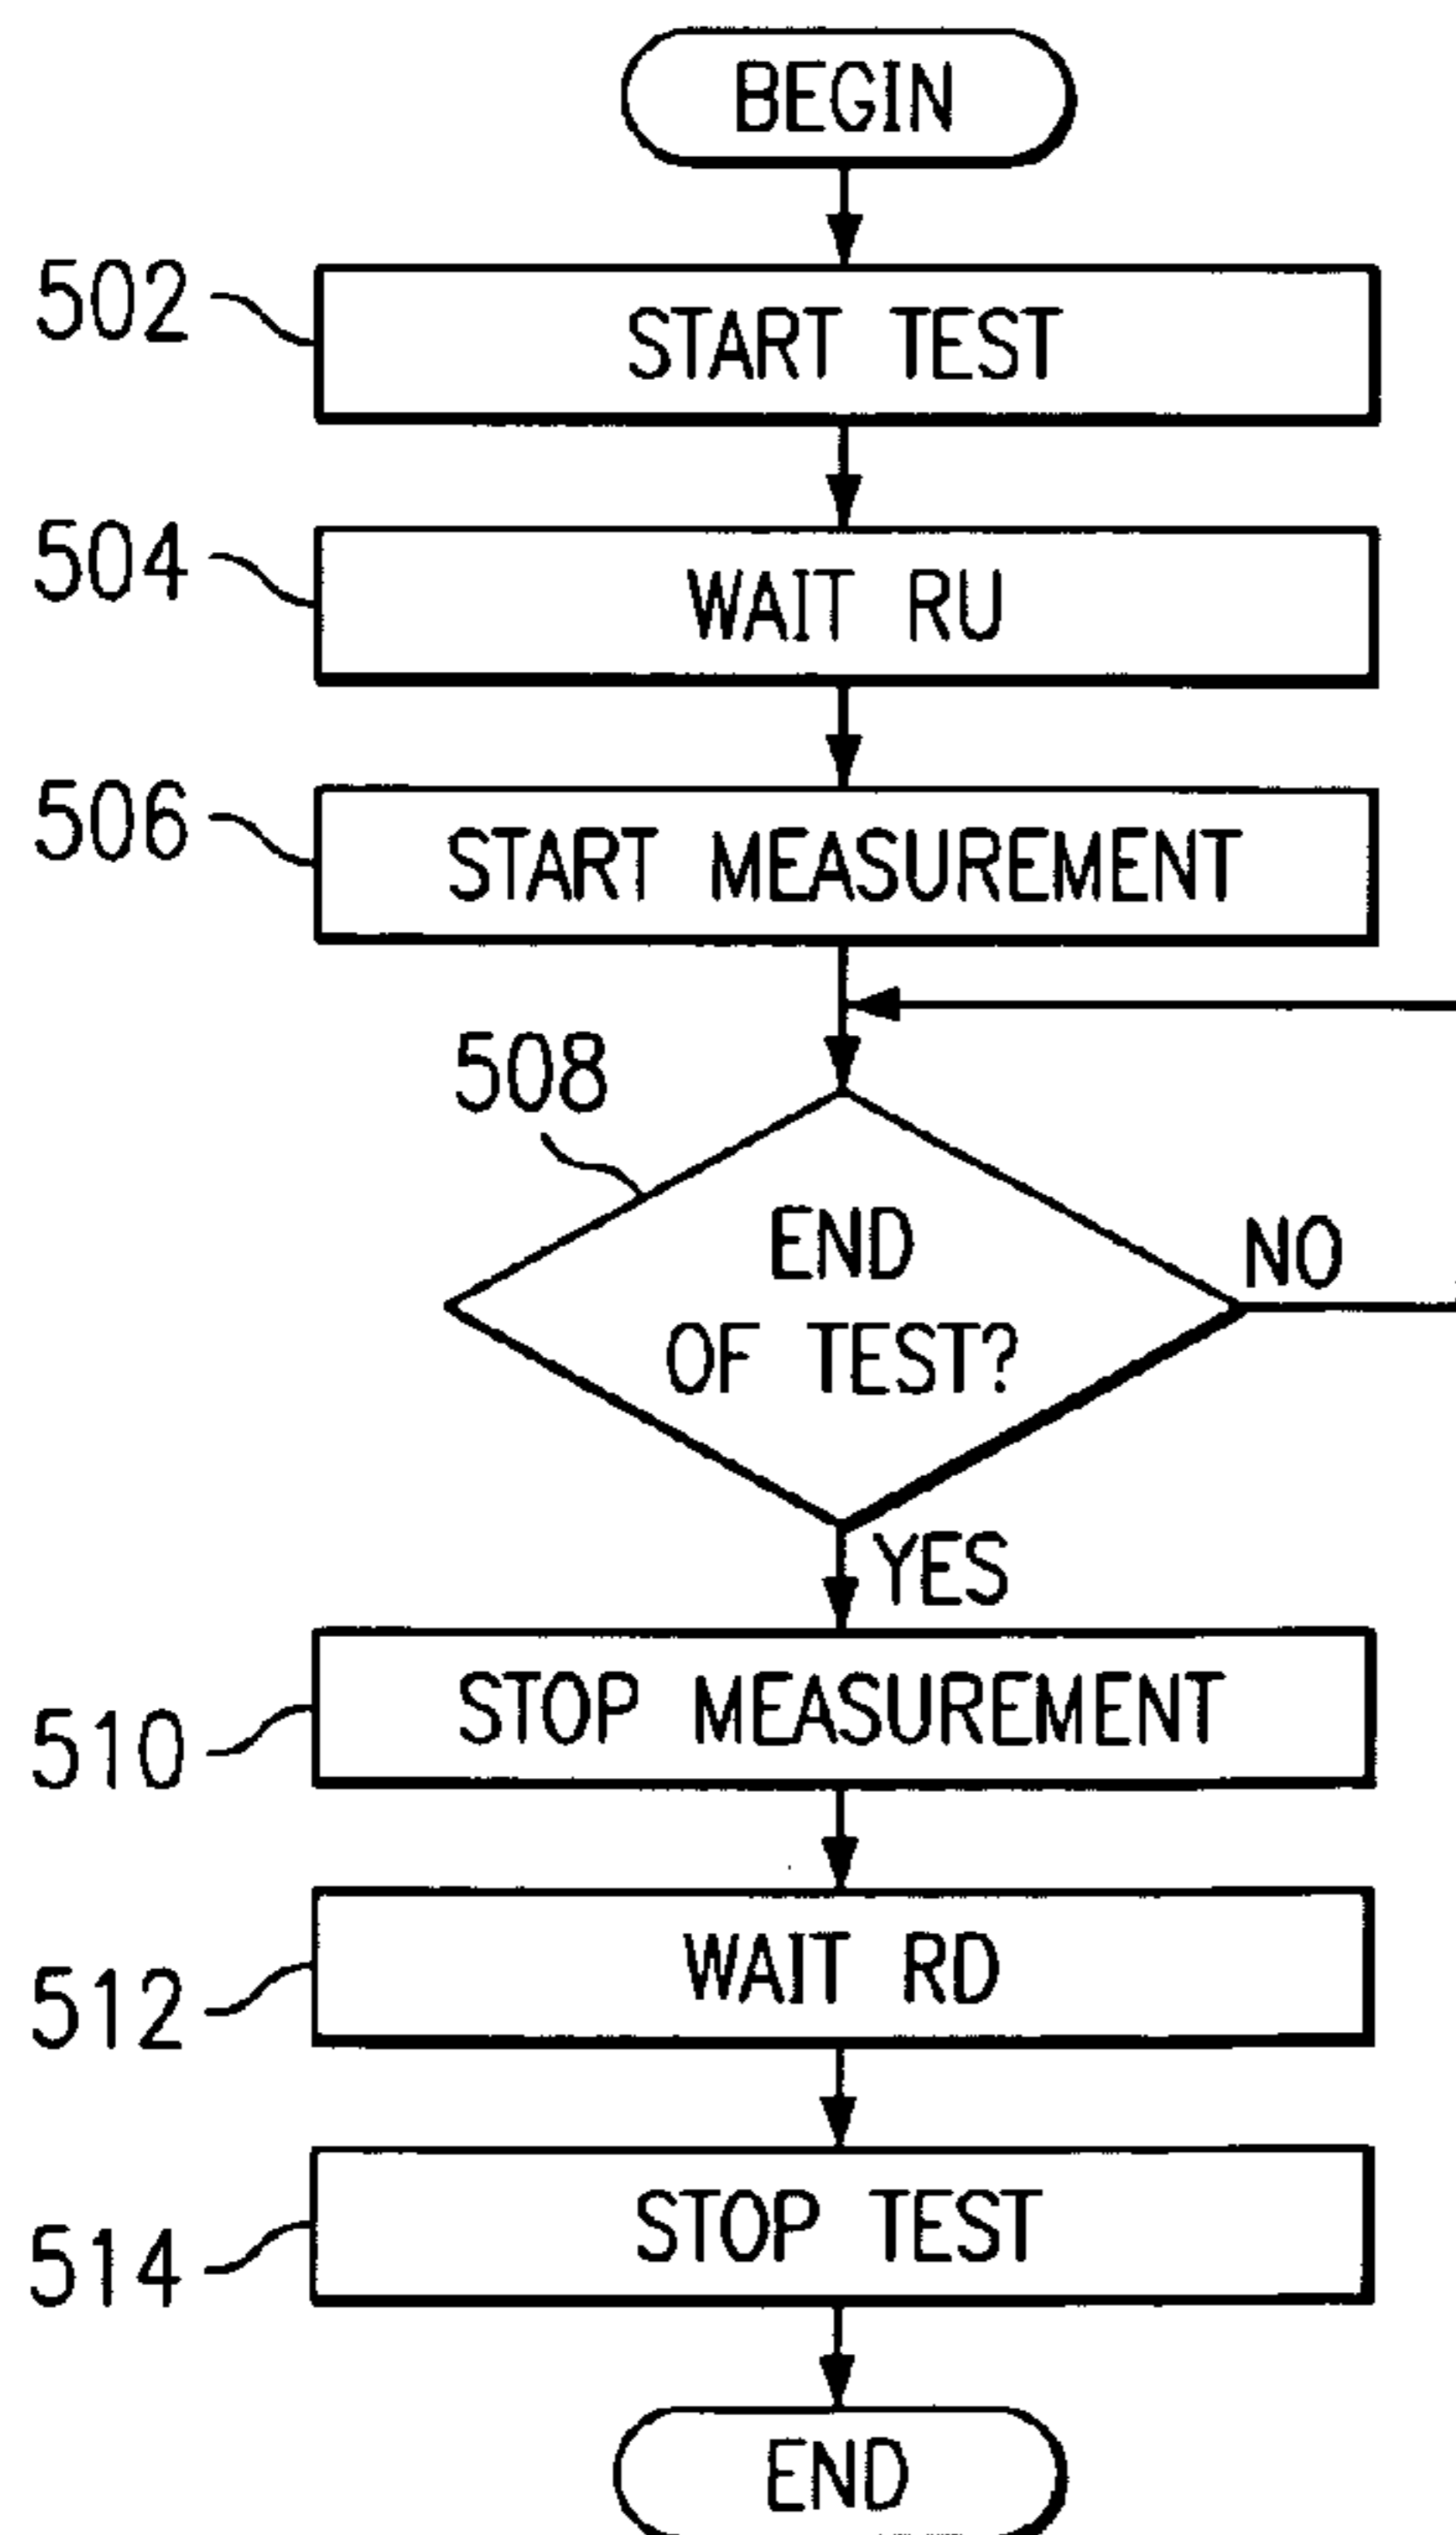 BEGIN
502
START TEST
504
WAIT RU
506
START MEASUREMENT
508
END
OF TEST?
NO
YES
STOP MEASUREMENT
510
WAIT RD
512
STOP TEST
514
END